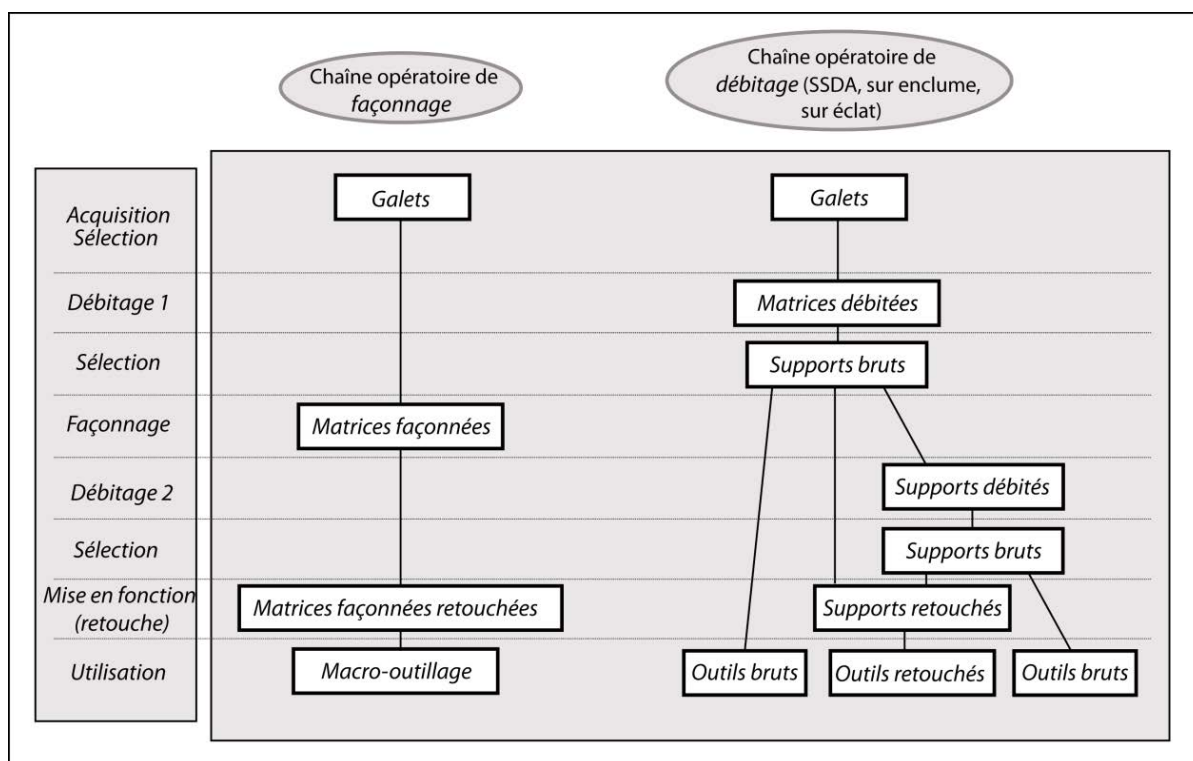 Chaîne opératoire de
façonnage
Chaîne opératoire de
débitage (SSDA, sur enclume,
sur éclat)
Acquisition
Sélection
Galets
Galets
Débitage 1
Matrices débitées
Sélection
Supports bruts
Façonnage
Matrices façonnées
Débitage 2
Supports débités
Sélection
Supports bruts
Mise en fonction
(retouche)
Matrices façonnées retouchées
Supports retouchés
Utilisation
Macro-outillage
Outils bruts
Outils retouchés
Outils bruts